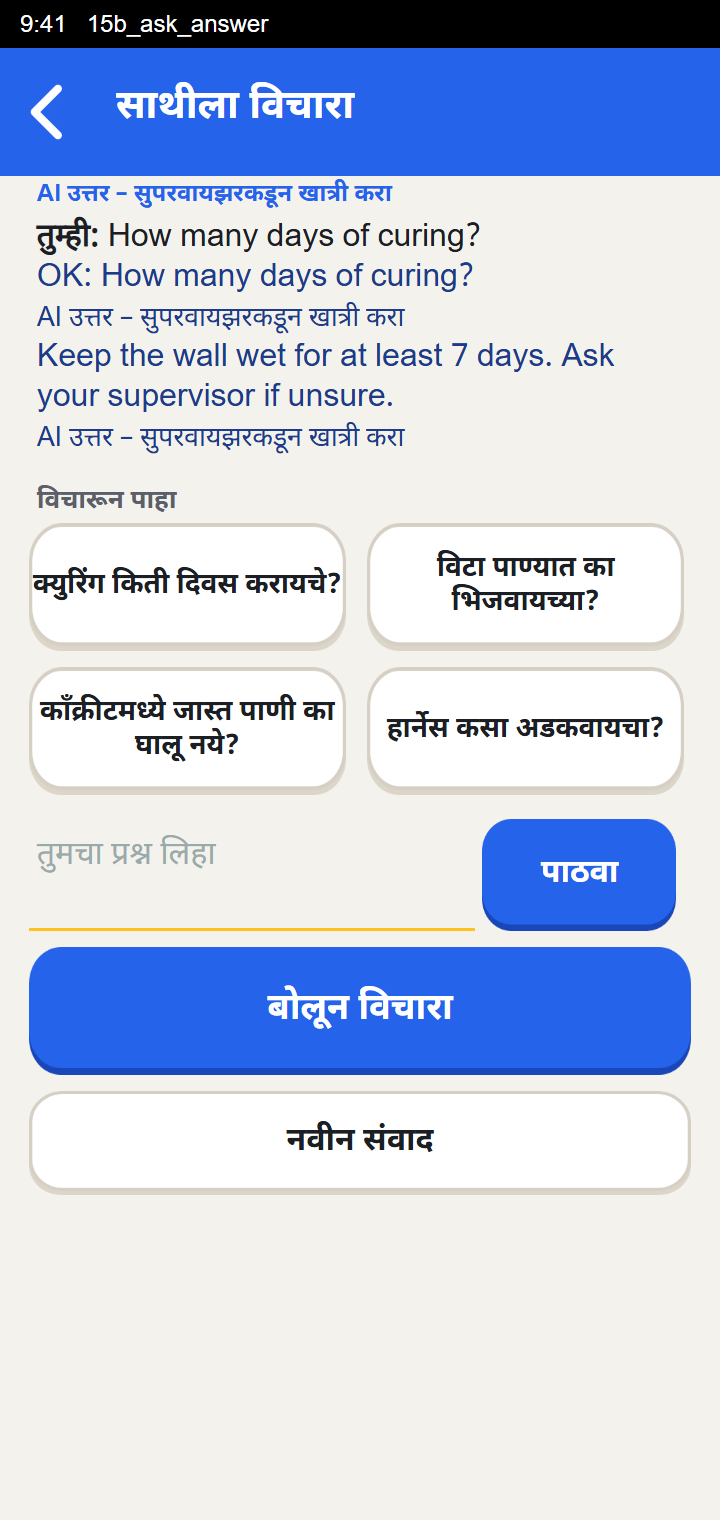 9:41 15b_ask_answer
साथीला विचारा
AI उत्तर – सुपरवायझरकडून खात्री करा
तुम्ही: How many days of curing?
OK: How many days of curing?
AI उत्तर – सुपरवायझरकडून खात्री करा
Keep the wall wet for at least 7 days. Ask
your supervisor if unsure.
AI उत्तर – सुपरवायझरकडून खात्री करा
विचारून पाहा
क्युरिंग किती दिवस करायचे?
विटा पाण्यात का
भिजवायच्या?
काँक्रीटमध्ये जास्त पाणी का
घालू नये?
हार्नेस कसा अडकवायचा?
तुमचा प्रश्न लिहा
पाठवा
बोलून विचारा
नवीन संवाद